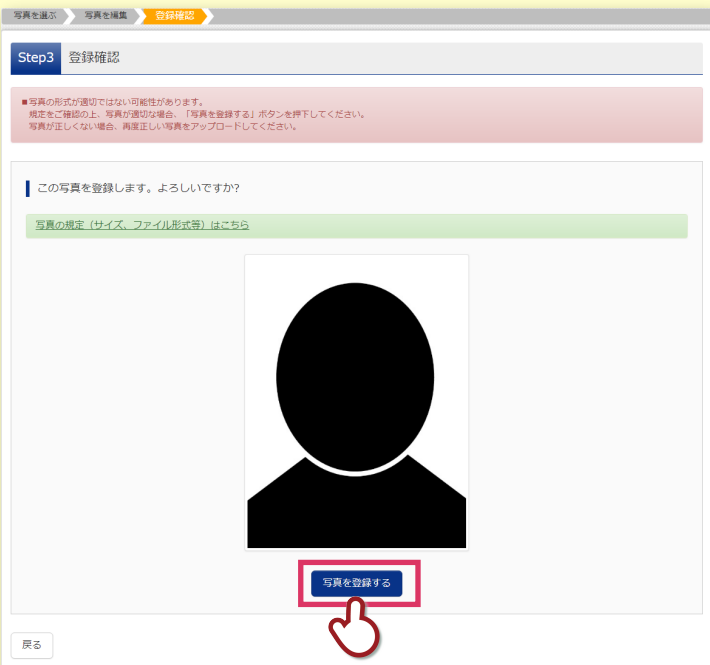 写真を選ぶ 写真を編集 登録確認
Step3 登録確認
■写真の形式が適切ではない可能性があります。
規定をご確認の上、写真が適切な場合、「写真を登録する」ボタンを押下してください。
写真が正しくない場合、再度正しい写真をアップロードしてください。
この写真を登録します。よろしいですか?
写真の規定（サイズ、ファイル形式等）はこちら
写真を登録する
戻る